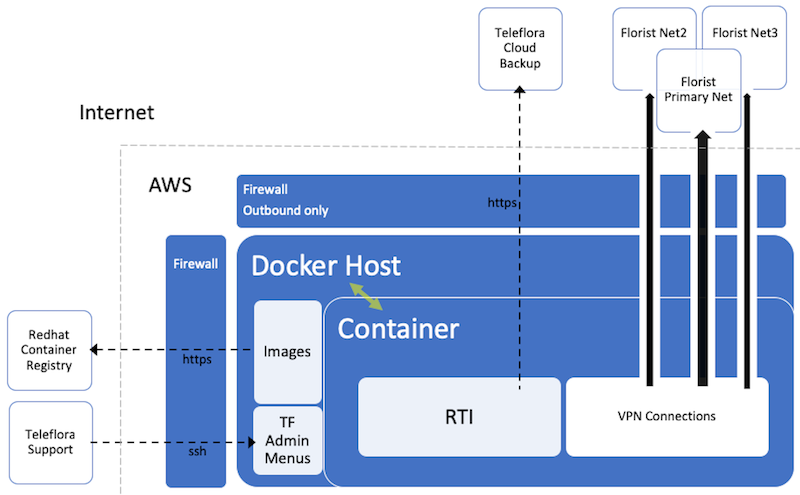 Teleflora
Cloud
Backup
Florist Net2
Florist Net3
Florist
Primary Net
Internet
AWS
Firewall
Outbound only
https
Firewall
Docker Host
Container
Redhat
Container
Registry
https
Images
RTI
VPN Connections
Teleflora
Support
ssh
TF
Admin
Menus